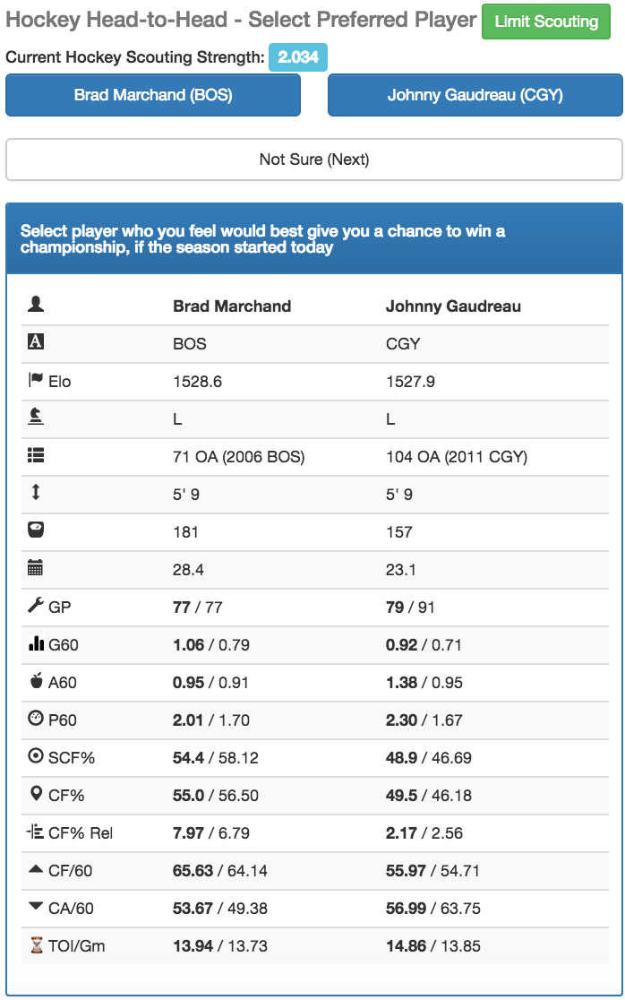 Hockey Head-to-Head - Select Preferred Player Limit Scouting
Current Hockey Scouting Strength: 2.034
Brad Marchand (BOS) Johnny Gaudreau (CGY)
Not Sure (Next)
Select player who you feel would best give you a chance to win a
championship, if the season started today
Brad Marchand Johnny Gaudreau
A BOS CGY
Elo 1528.6 1527.9
L L
71 OA (2006 BOS) 104 OA (2011 CGY)
5' 9 5' 9
181 157
28.4 23.1
GP 77 / 77 79 / 91
G60 1.06 / 0.79 0.92 / 0.71
A60 0.95 / 0.91 1.38 / 0.95
P60 2.01 / 1.70 2.30 / 1.67
SCF% 54.4 / 58.12 48.9 / 46.69
CF% 55.0 / 56.50 49.5 / 46.18
CF% Rel 7.97 / 6.79 2.17 / 2.56
CF/60 65.63 / 64.14 55.97 / 54.71
CA/60 53.67 / 49.38 56.99 / 63.75
TOI/Gm 13.94 / 13.73 14.86 / 13.85